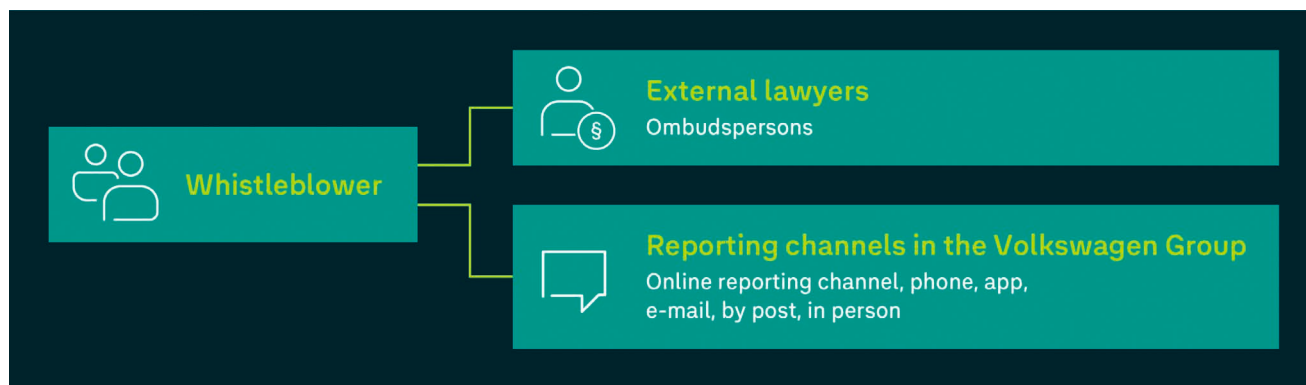 Whistleblower
External lawyers
§
Ombudspersons
Reporting channels in the Volkswagen Group
Online reporting channel, phone, app,
e-mail, by post, in person